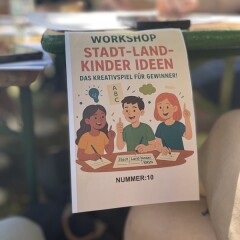 WORKSHOP
STADT-LAND-
KINDER IDEEN
DAS KREATIVSPIEL FÜR GEWINNER!
A
B
C
NUMMER:10